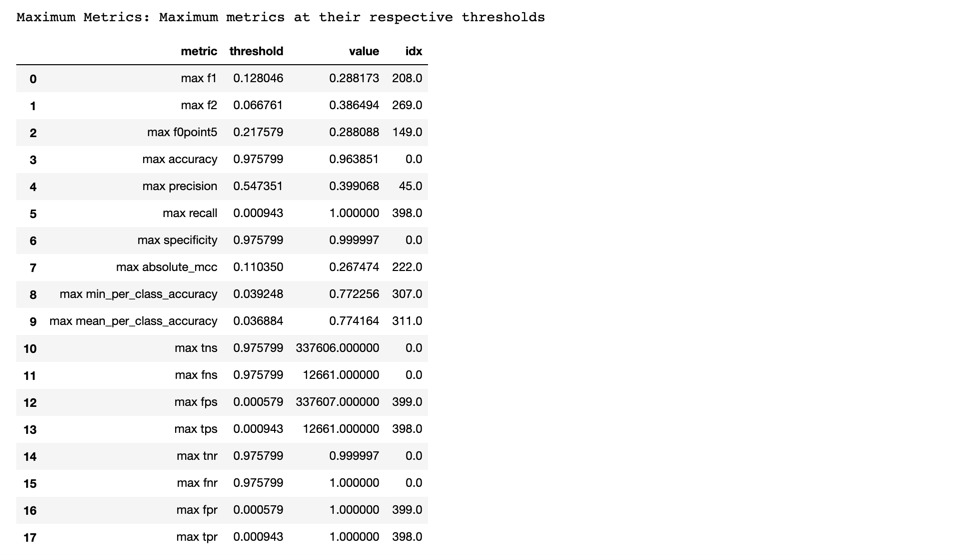 Maximum Metrics: Maximum metrics at their respective thresholds
metric threshold value idx
0 max f1 0.128046 0.288173 208.0
1 max f2 0.066761 0.386494 269.0
2 max f0point5 0.217579 0.288088 149.0
3 max accuracy 0.975799 0.963851 0.0
4 max precision 0.547351 0.399068 45.0
5 max recall 0.000943 1.000000 398.0
6 max specificity 0.975799 0.999997 0.0
7 max absolute_mcc 0.110350 0.267474 222.0
8 max min_per_class_accuracy 0.039248 0.772256 307.0
9 max mean_per_class_accuracy 0.036884 0.774164 311.0
10 max tns 0.975799 337606.000000 0.0
11 max fns 0.975799 12661.000000 0.0
12 max fps 0.000579 337607.000000 399.0
13 max tps 0.000943 12661.000000 398.0
14 max tnr 0.975799 0.999997 0.0
15 max fnr 0.975799 1.000000 0.0
16 max fpr 0.000579 1.000000 399.0
17 max tpr 0.000943 1.000000 398.0